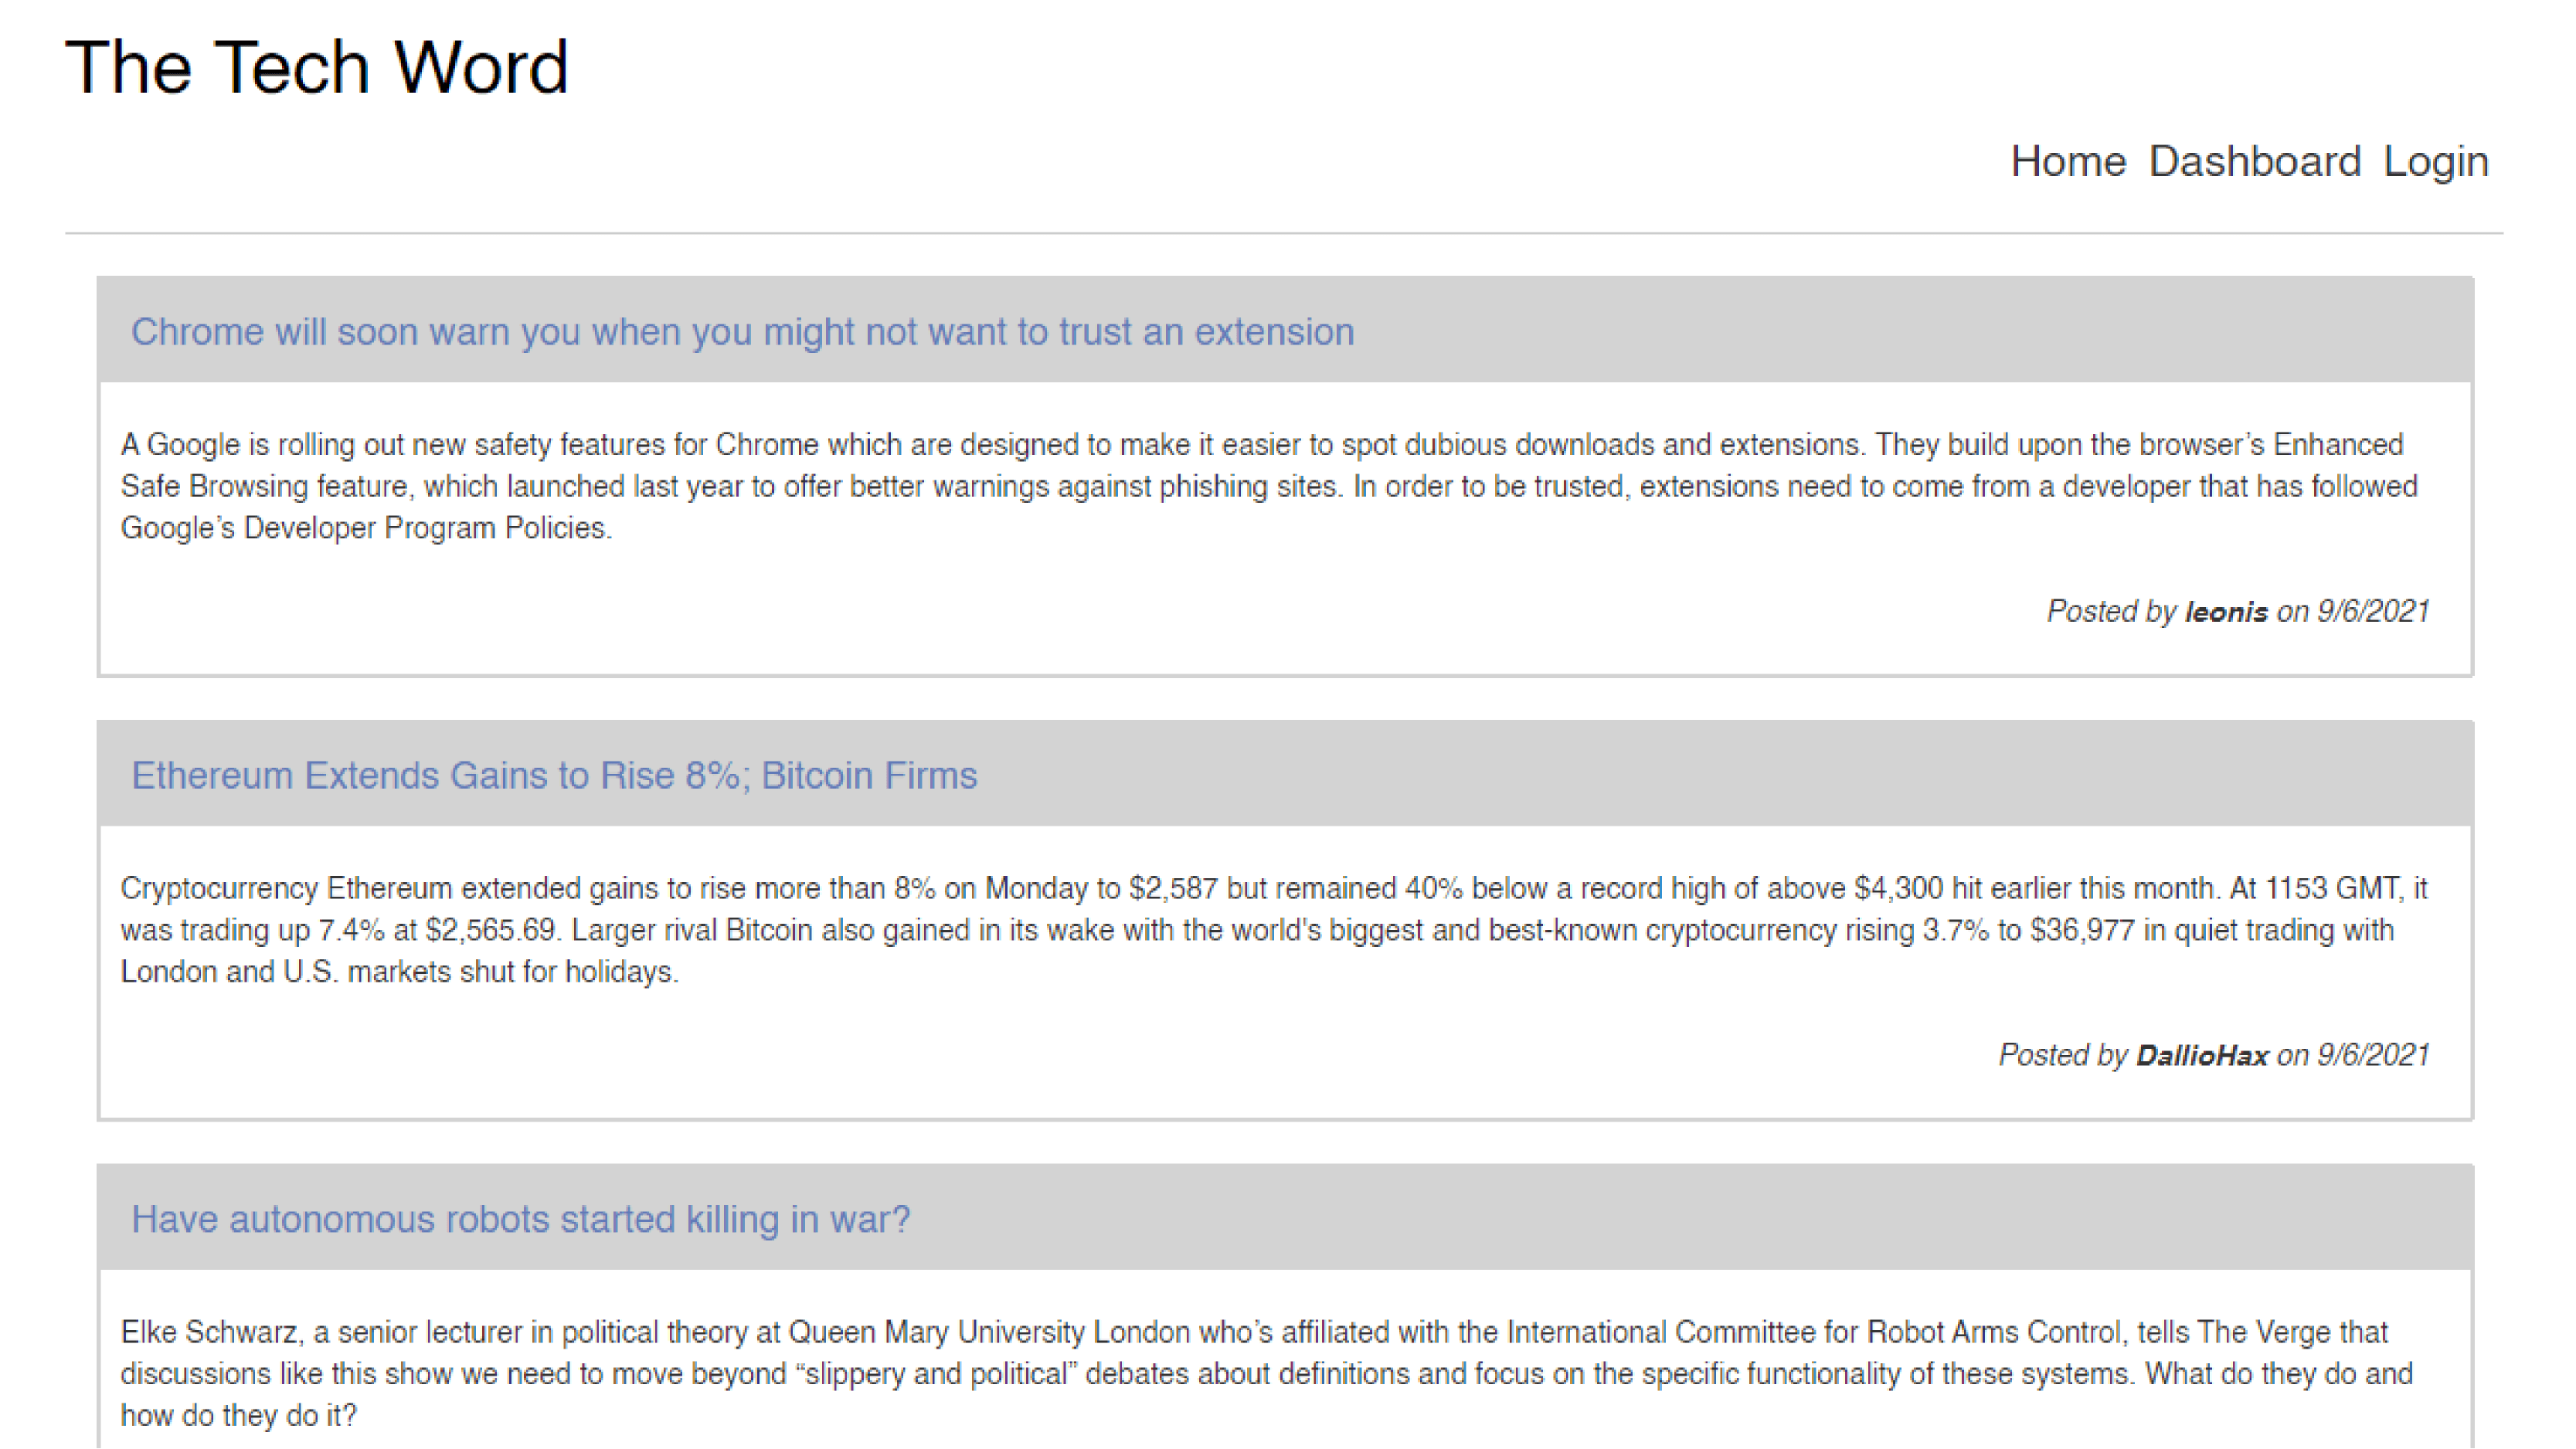 The Tech Word
Home Dashboard Login
Chrome will soon warn you when you might not want to trust an extension
A Google is rolling out new safety features for Chrome which are designed to make it easier to spot dubious downloads and extensions. They build upon the browser’s Enhanced
Safe Browsing feature, which launched last year to offer better warnings against phishing sites. In order to be trusted, extensions need to come from a developer that has followed
Google’s Developer Program Policies.
Posted by leonis on 9/6/2021
Ethereum Extends Gains to Rise 8%; Bitcoin Firms
Cryptocurrency Ethereum extended gains to rise more than 8% on Monday to $2,587 but remained 40% below a record high of above $4,300 hit earlier this month. At 1153 GMT, it
was trading up 7.4% at $2,565.69. Larger rival Bitcoin also gained in its wake with the world's biggest and best-known cryptocurrency rising 3.7% to $36,977 in quiet trading with
London and U.S. markets shut for holidays.
Posted by DallioHax on 9/6/2021
Have autonomous robots started killing in war?
Elke Schwarz, a senior lecturer in political theory at Queen Mary University London who’s affiliated with the International Committee for Robot Arms Control, tells The Verge that
discussions like this show we need to move beyond “slippery and political” debates about definitions and focus on the specific functionality of these systems. What do they do and
how do they do it?